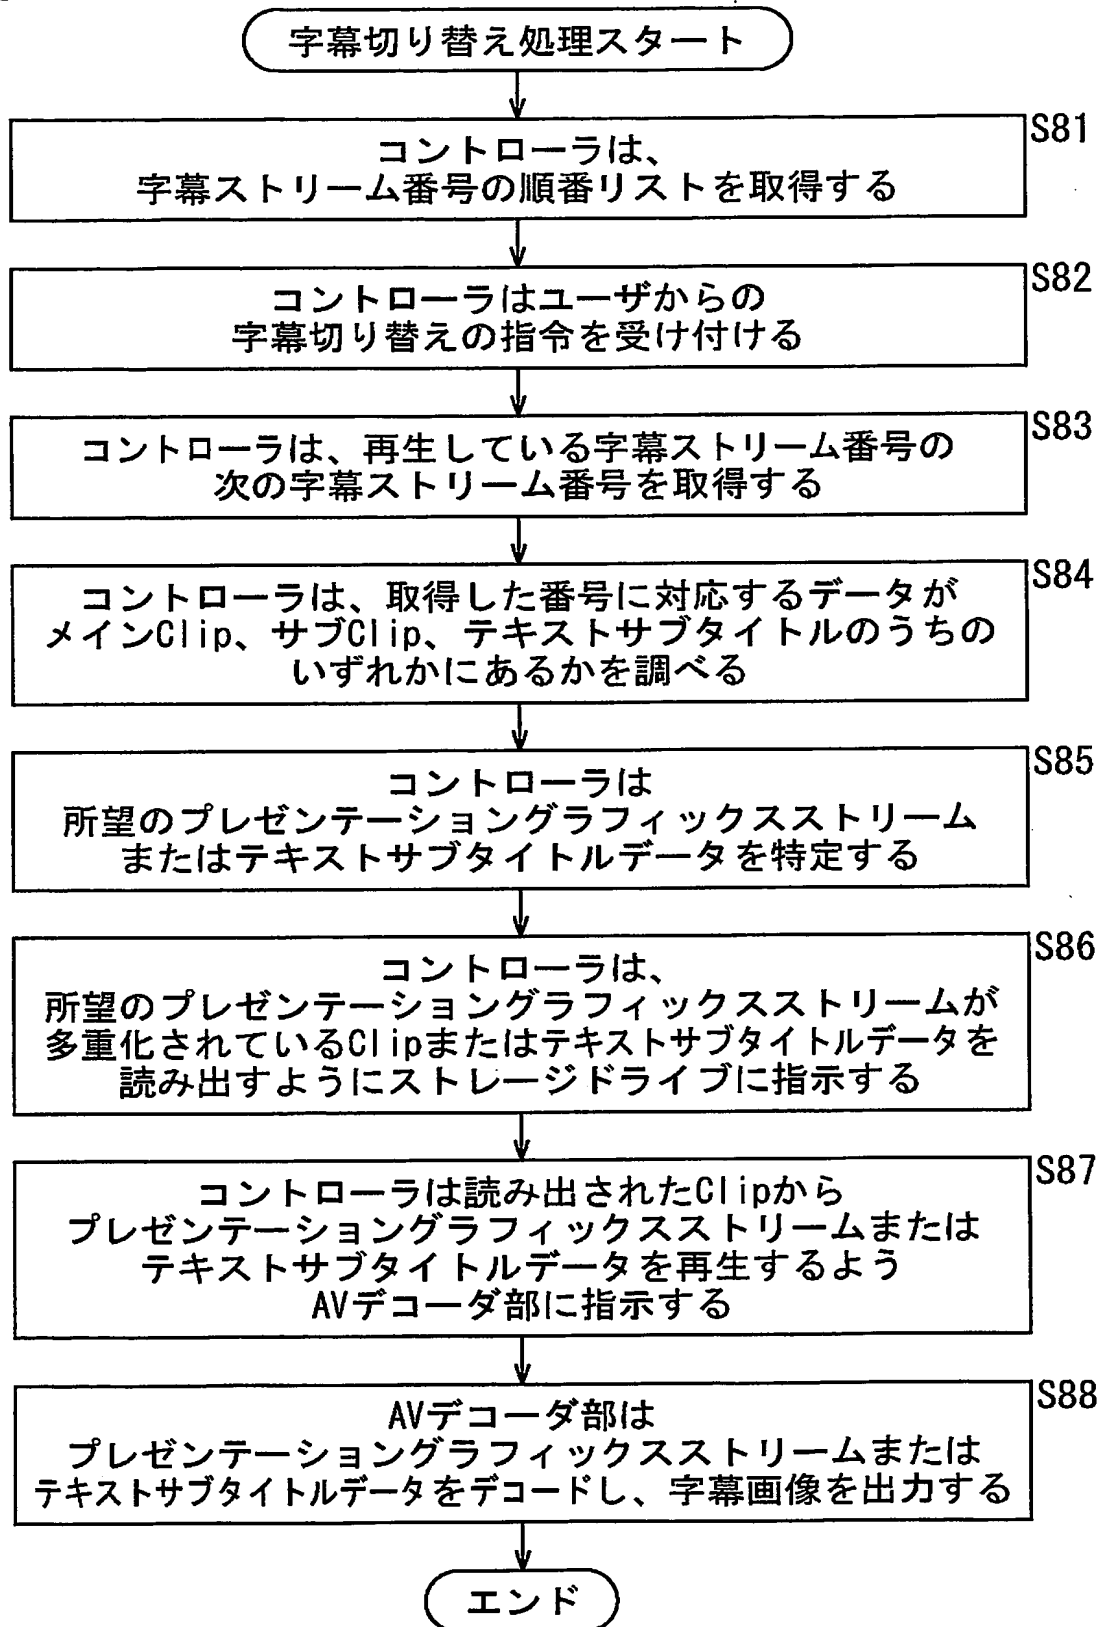 字幕切り替え処理スタート
S81
コントローラは、
字幕ストリーム番号の順番リストを取得する
S82
コントローラはユーザからの
字幕切り替えの指令を受け付ける
S83
コントローラは、再生している字幕ストリーム番号の
次の字幕ストリーム番号を取得する
S84
コントローラは、取得した番号に対応するデータが
メインClip、サブClip、テキストサブタイトルのうちの
いずれかにあるかを調べる
S85
コントローラは
所望のプレゼンテーショングラフィックスストリーム
またはテキストサブタイトルデータを特定する
S86
コントローラは、
所望のプレゼンテーショングラフィックスストリームが
多重化されているClipまたはテキストサブタイトルデータを
読み出すようにストレージドライブに指示する
S87
コントローラは読み出されたClipから
プレゼンテーショングラフィックスストリームまたは
テキストサブタイトルデータを再生するよう
AVデコーダ部に指示する
S88
AVデコーダ部は
プレゼンテーショングラフィックスストリームまたは
テキストサブタイトルデータをデコードし、字幕画像を出力する
エンド